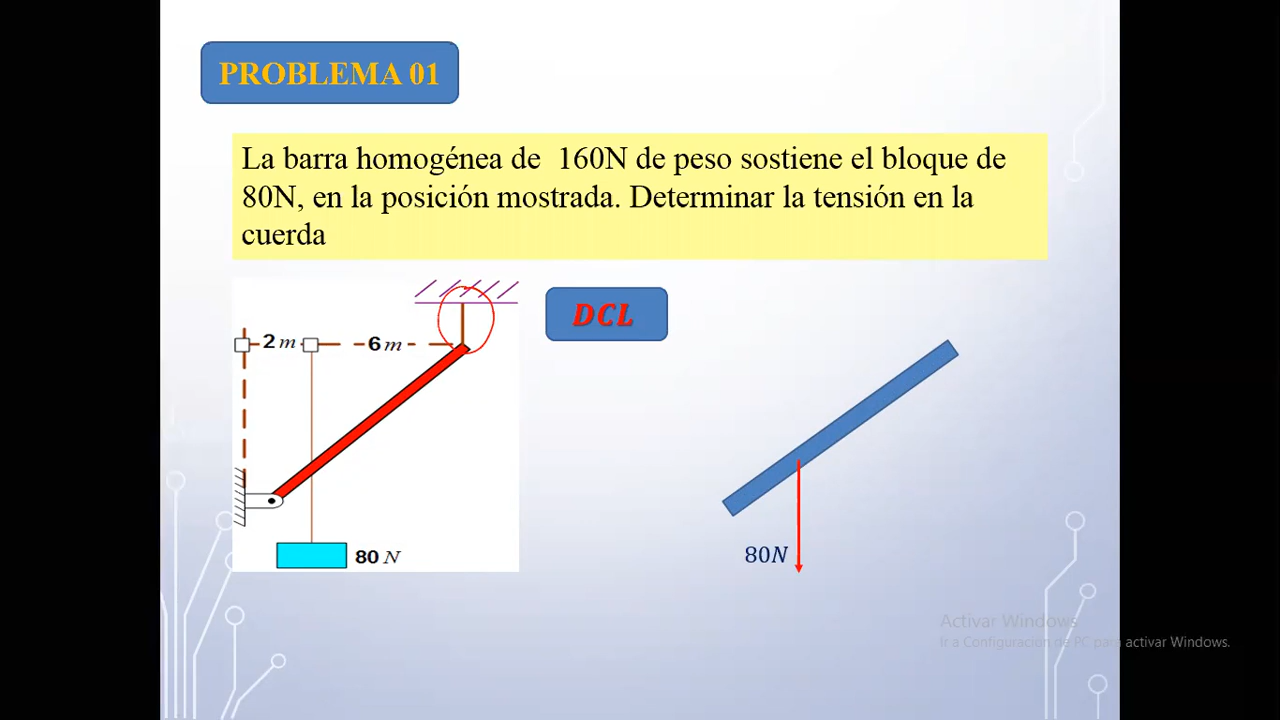 PROBLEMA 01
La barra homogénea de 160N de peso sostiene el bloque de
80N, en la posición mostrada. Determinar la tensión en la
cuerda
DCL
2 m
6 m
80 N
80N
Activar Windows
Ir a Configuración de PC para activar Windows.